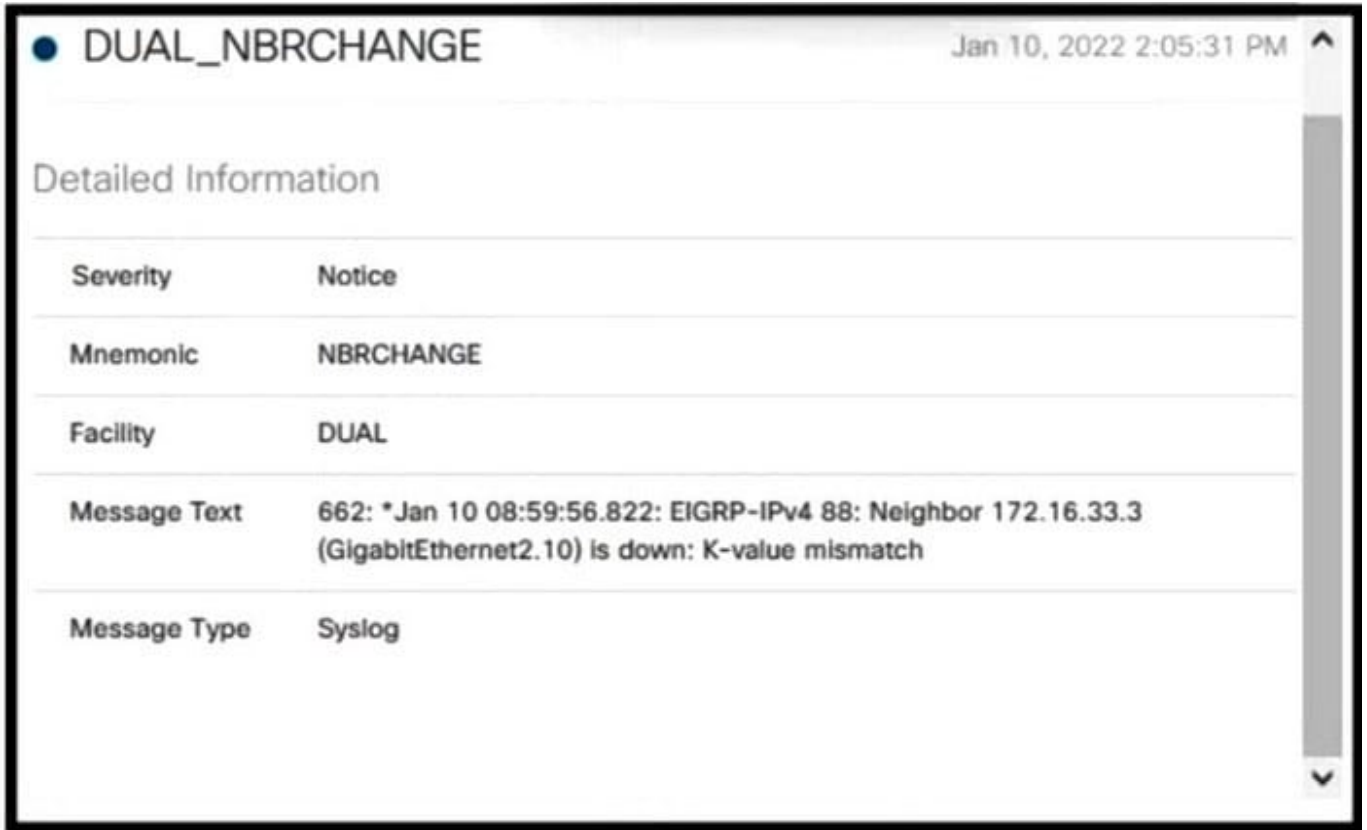 DUAL_NBRCHANGE Jan 10, 2022 2:05:31 PM
Detailed Information
Severity Notice
Mnemonic NBRCHANGE
Facility DUAL
Message Text 662: *Jan 10 08:59:56.822: EIGRP-IPv4 88: Neighbor 172.16.33.3
(GigabitEthernet2.10) is down: K-value mismatch
Message Type Syslog